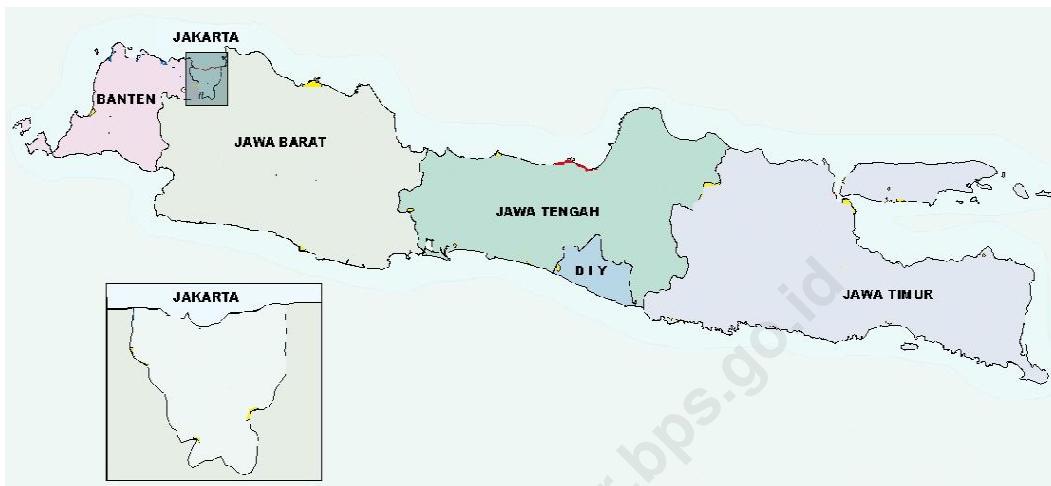 JAKARTA
BANTEN
JAWA BARAT
JAWA TENGAH
D I Y
JAWA TIMUR
JAKARTA
r.bps.go.id